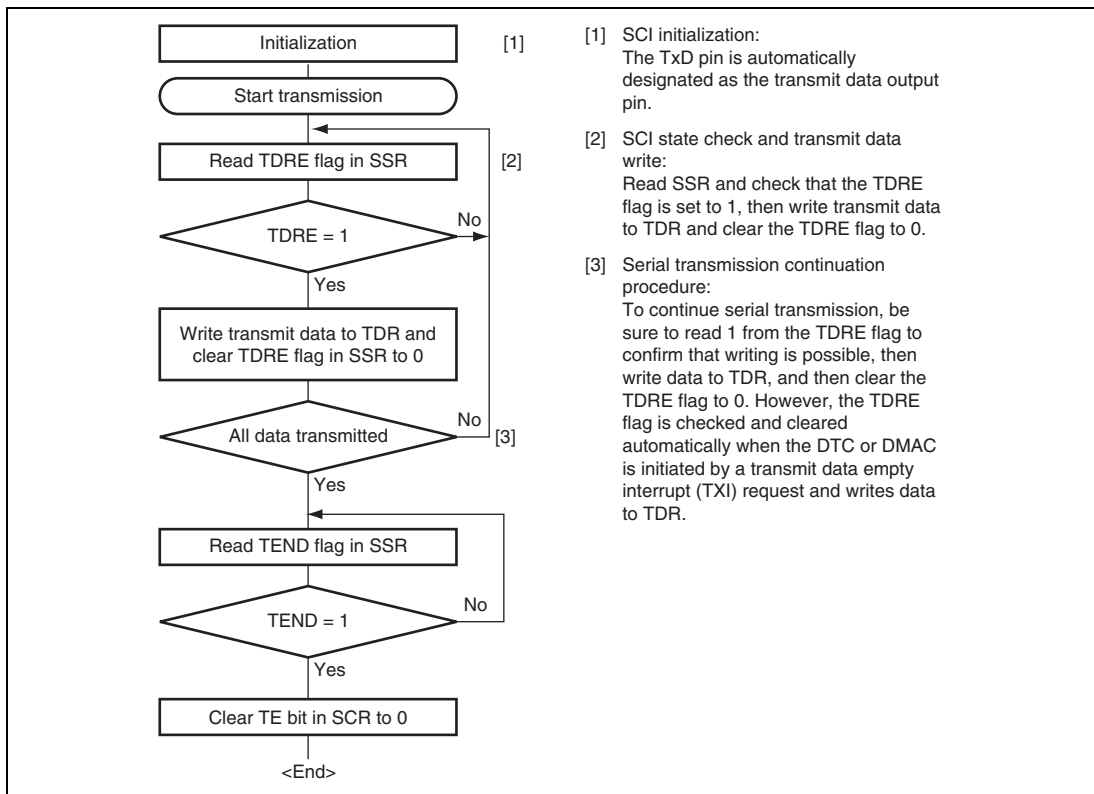 Initialization
[1]
Start transmission
Read TDRE flag in SSR
[2]
TDRE = 1
No
Yes
Write transmit data to TDR and
clear TDRE flag in SSR to 0
All data transmitted
No
[3]
Yes
Read TEND flag in SSR
TEND = 1
No
Yes
Clear TE bit in SCR to 0
<End>
[1] SCI initialization:
The TxD pin is automatically
designated as the transmit data output
pin.
[2] SCI state check and transmit data
write:
Read SSR and check that the TDRE
flag is set to 1, then write transmit data
to TDR and clear the TDRE flag to 0.
[3] Serial transmission continuation
procedure:
To continue serial transmission, be
sure to read 1 from the TDRE flag to
confirm that writing is possible, then
write data to TDR, and then clear the
TDRE flag to 0. However, the TDRE
flag is checked and cleared
automatically when the DTC or DMAC
is initiated by a transmit data empty
interrupt (TXI) request and writes data
to TDR.